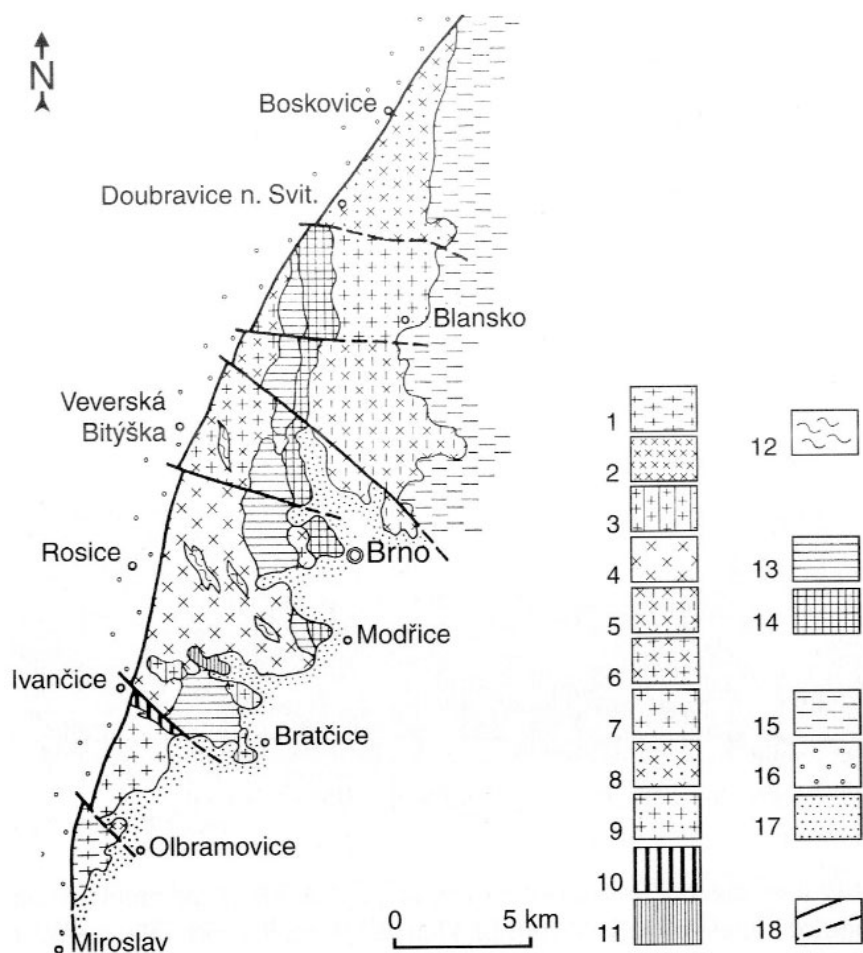 N
Boskovice
Doubravice n. Svit.
Blansko
Veverská
Bitýška
Rosice
Brno
Modřice
Ivančice
Bratčice
Olbramovice
Miroslav
0 5 km
1
2
3
4
5
6
7
8
9
10
11
12
13
14
15
16
17
18